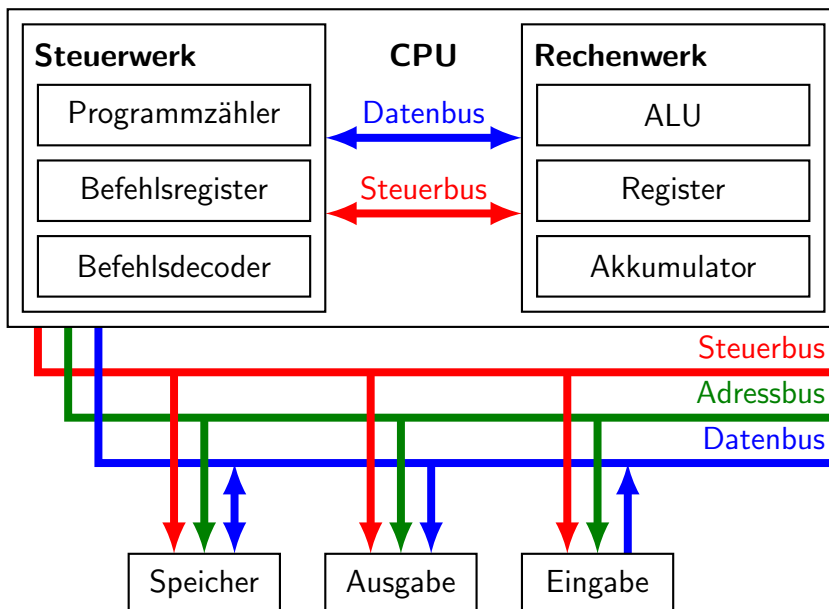 Steuerwerk
CPU
Rechenwerk
Programmzähler
Datenbus
ALU
Befehlsregister
Steuerbus
Register
Befehlsdecoder
Akkumulator
Steuerbus
Adressbus
Datenbus
Speicher
Ausgabe
Eingabe